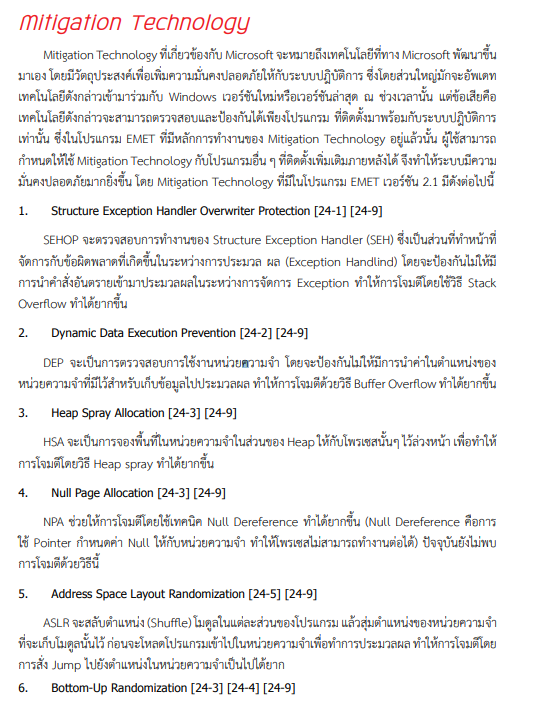 Mitigation Technology
Mitigation Technology ที่เกี่ยวข้องกับ Microsoft จะหมายถึงเทคโนโลยีที่ทาง Microsoft พัฒนาขึ้น
มาเอง โดยมีวัตถุประสงค์เพื่อเพิ่มความมั่นคงปลอดภัยให้กับระบบปฏิบัติการ ซึ่งโดยส่วนใหญ่มักจะอัพเดท
เทคโนโลยีดังกล่าวเข้ามาร่วมกับ Windows เวอร์ชันใหม่หรือเวอร์ชันล่าสุด ณ ช่วงเวลานั้น แต่ข้อเสียคือ
เทคโนโลยีดังกล่าวจะสามารถตรวจสอบและป้องกันได้เพียงโปรแกรม ที่ติดตั้งมาพร้อมกับระบบปฏิบัติการ
เท่านั้น ซึ่งในโปรแกรม EMET ที่มีหลักการทำงานของ Mitigation Technology อยู่แล้วนั้น ผู้ใช้สามารถ
กำหนดให้ใช้ Mitigation Technology กับโปรแกรมอื่น ๆ ที่ติดตั้งเพิ่มเติมภายหลังได้ จึงทำให้ระบบมีความ
มั่นคงปลอดภัยมากยิ่งขึ้น โดย Mitigation Technology ที่มีในโปรแกรม EMET เวอร์ชัน 2.1 มีดังต่อไปนี้
1. Structure Exception Handler Overwriter Protection [24-1] [24-9]
SEHOP จะตรวจสอบการทำงานของ Structure Exception Handler (SEH) ซึ่งเป็นส่วนที่ทำหน้าที่
จัดการกับข้อผิดพลาดที่เกิดขึ้นในระหว่างการประมวล ผล (Exception Handlind) โดยจะป้องกันไม่ให้มี
การนำคำสั่งอันตรายเข้ามาประมวลผลในระหว่างการจัดการ Exception ทำให้การโจมตีโดยใช้วิธี Stack
Overflow ทำได้ยากขึ้น
2. Dynamic Data Execution Prevention [24-2] [24-9]
DEP จะเป็นการตรวจสอบการใช้งานหน่วยความจำ โดยจะป้องกันไม่ให้มีการนำค่าในตำแหน่งของ
หน่วยความจำที่มีไว้สำหรับเก็บข้อมูลไปประมวลผล ทำให้การโจมตีด้วยวิธี Buffer Overflow ทำได้ยากขึ้น
3. Heap Spray Allocation [24-3] [24-9]
HSA จะเป็นการจองพื้นที่ในหน่วยความจำในส่วนของ Heap ให้กับโพรเซสนั้นๆ ไว้ล่วงหน้า เพื่อทำให้
การโจมตีโดยวิธี Heap spray ทำได้ยากขึ้น
4. Null Page Allocation [24-3] [24-9]
NPA ช่วยให้การโจมตีโดยใช้เทคนิค Null Dereference ทำได้ยากขึ้น (Null Dereference คือการ
ใช้ Pointer กำหนดค่า Null ให้กับหน่วยความจำ ทำให้โพรเซสไม่สามารถทำงานต่อได้) ปัจจุบันยังไม่พบ
การโจมตีด้วยวิธีนี้
5. Address Space Layout Randomization [24-5] [24-9]
ASLR จะสลับตำแหน่ง (Shuffle) โมดูลในแต่ละส่วนของโปรแกรม แล้วสุ่มตำแหน่งของหน่วยความจำ
ที่จะเก็บโมดูลนั้นไว้ ก่อนจะโหลดโปรแกรมเข้าไปในหน่วยความจำเพื่อทำการประมวลผล ทำให้การโจมตีโดย
การสั่ง Jump ไปยังตำแหน่งในหน่วยความจำเป็นไปได้ยาก
6. Bottom-Up Randomization [24-3] [24-4] [24-9]